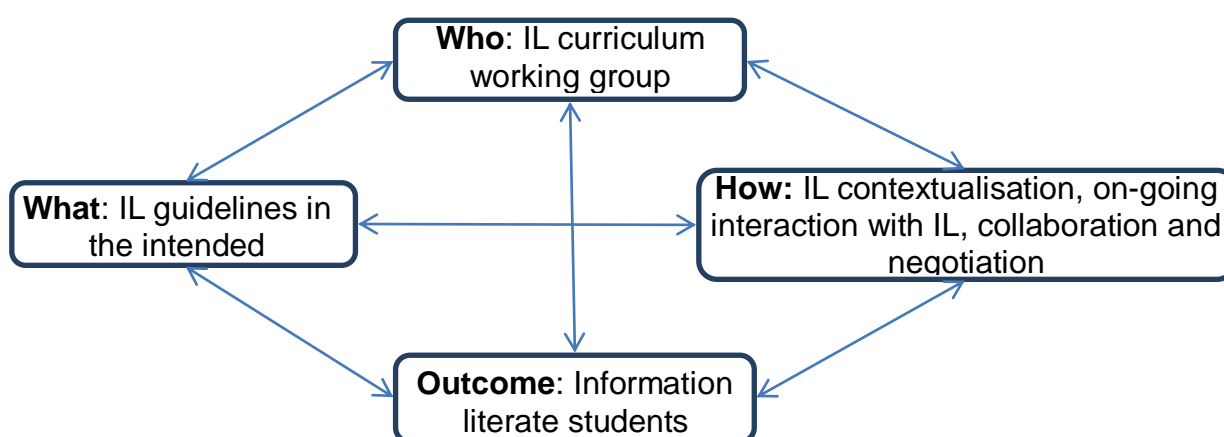 Who: IL curriculum
working group
What: IL guidelines in
the intended
How: IL contextualisation, on-going
interaction with IL, collaboration and
negotiation
Outcome: Information
literate students